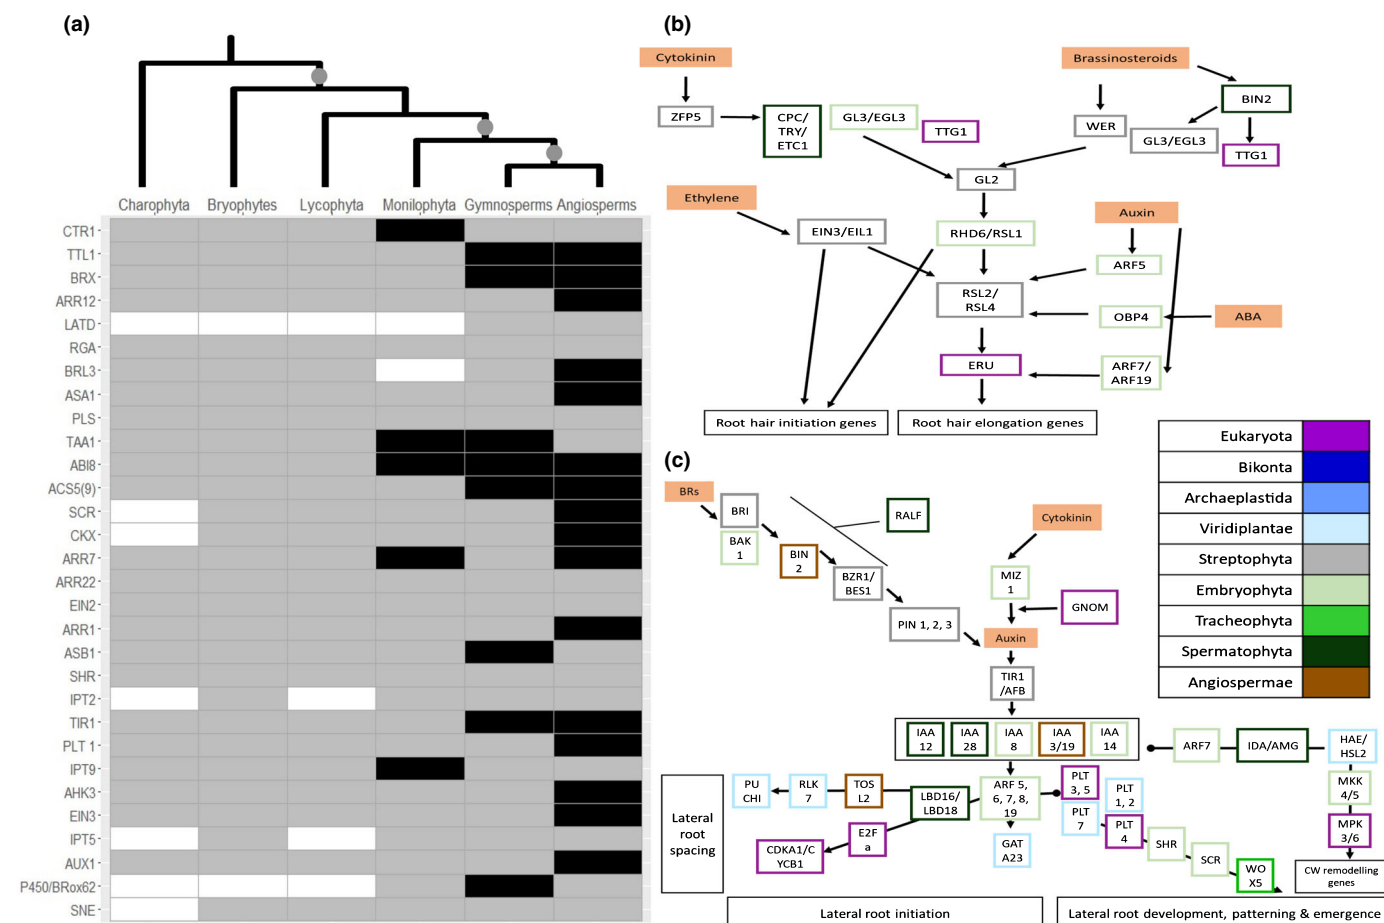 (a)
Charophyta
Bryophytes
Lycophyta
Monilophyta
Gymnosperms
Angiosperms
CTR1
TTL1
BRX
ARR12
LATD
RGA
BRL3
ASA1
PLS
TAA1
ABI8
ACS5(9)
SCR
CKX
ARR7
ARR22
EIN2
ARR1
ASB1
SHR
IPT2
TIR1
PLT 1
IPT9
AHK3
EIN3
IPT5
AUX1
P450/BRox62
SNE
(b)
Cytokinin
Brassinosteroids
ZFP5
CPC/
TRY/
ETC1
GL3/EGL3
TTG1
BIN2
WER
GL3/EGL3
TTG1
GL2
Ethylene
Auxin
EIN3/EIL1
RHD6/RSL1
ARF5
RSL2/
RSL4
OBP4
ABA
ERU
ARF7/
ARF19
Root hair initiation genes
Root hair elongation genes
Eukaryota
Bikonta
Archaeplastida
Viridiplantae
Streptophyta
Embryophyta
Tracheophyta
Spermatophyta
Angiospermae
(c)
BRs
BRI
BAK
1
BIN
2
BZR1/
BES1
PIN 1, 2, 3
RALF
Cytokinin
MIZ
1
GNOM
Auxin
TIR1
/AFB
IAA
12
IAA
28
IAA
8
IAA
3/19
IAA
14
ARF7
IDA/AMG
HAE/
HSL2
MKK
4/5
MPK
3/6
CW remodelling
genes
Lateral
root
spacing
PU
CHI
RLK
7
TOS
L2
LBD16/
LBD18
ARF 5,
6, 7, 8,
19
PLT
3, 5
PLT
1, 2
PLT
7
PLT
4
SHR
SCR
WO
X5
E2F
a
CDKA1/C
YCB1
GAT
A23
Lateral root initiation
Lateral root development, patterning & emergence